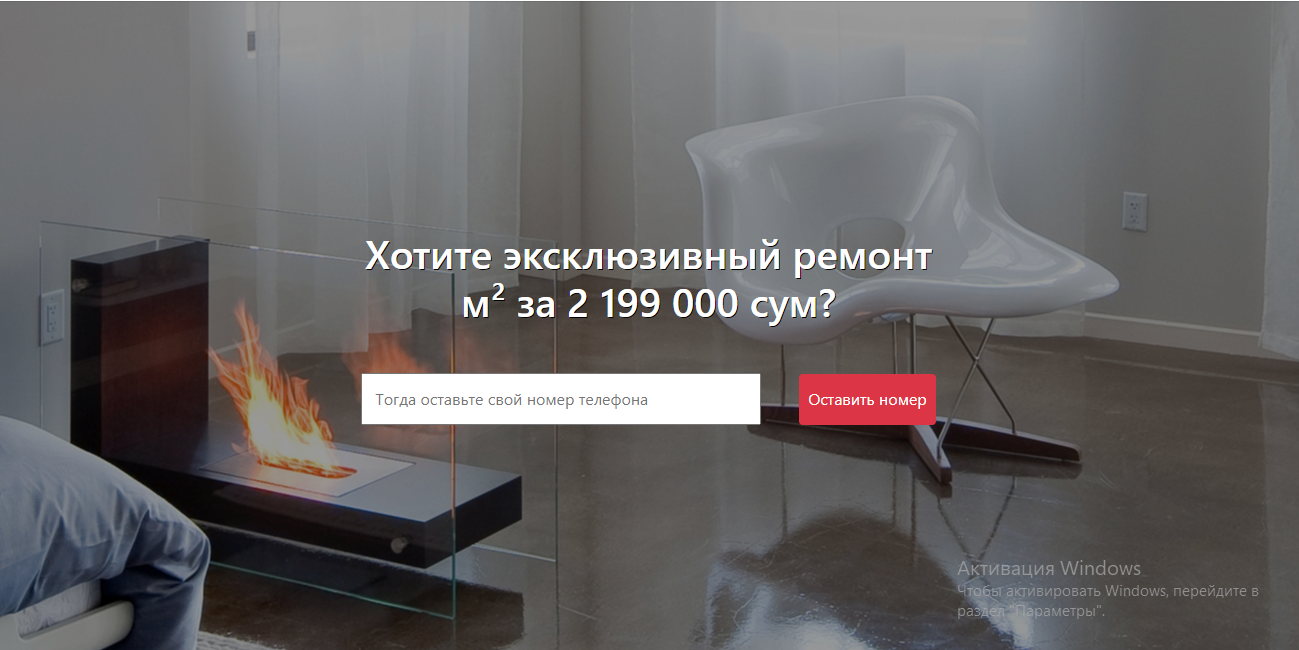 Хотите эксклюзивный ремонт
м² за 2 199 000 сум?
Тогда оставьте свой номер телефона
Оставить номер
Активация Windows
Чтобы активировать Windows, перейдите в
раздел "Параметры".